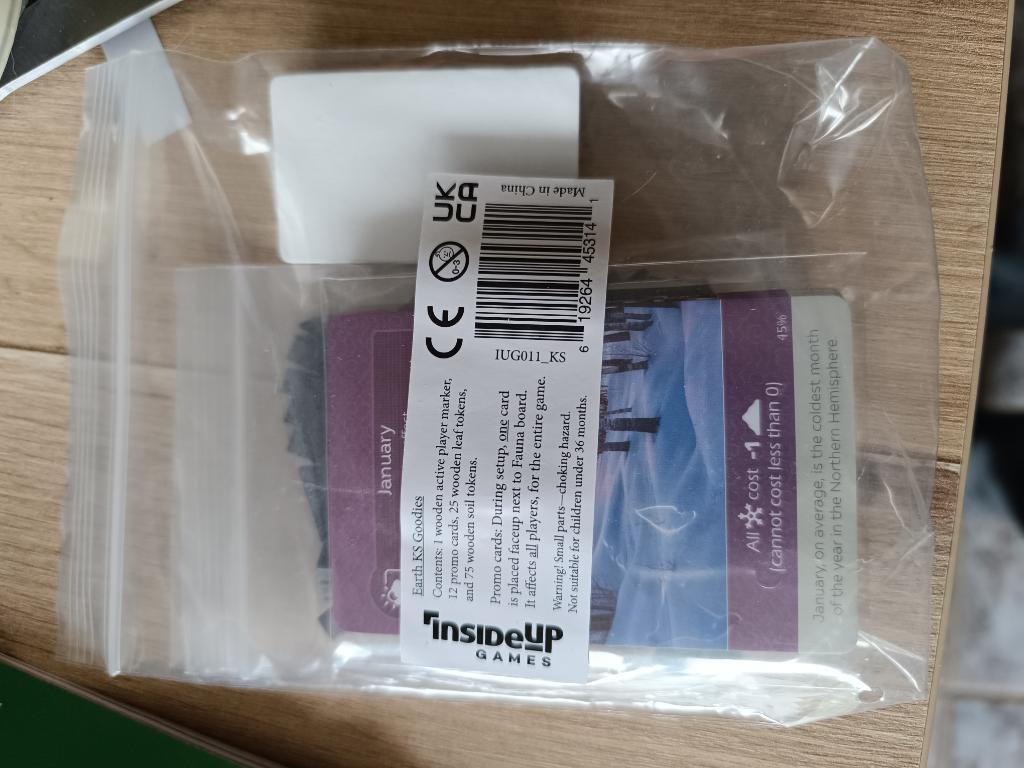 Earth KS Goodies
Contents: 1 wooden active player marker,
12 promo cards, 25 wooden leaf tokens,
and 75 wooden soil tokens.
Promo cards: During setup, one card
is placed faceup next to Fauna board.
It affects all players, for the entire game.
Warning! Small parts—choking hazard.
Not suitable for children under 36 months.
INSIDEUP
GAMES
CE
0-3
UK
CA
IUG011_KS
6 19264 45314 1
Made in China
January
All cost -1
(cannot cost less than 0)
45%
January, on average, is the coldest month
of the year in the Northern Hemisphere